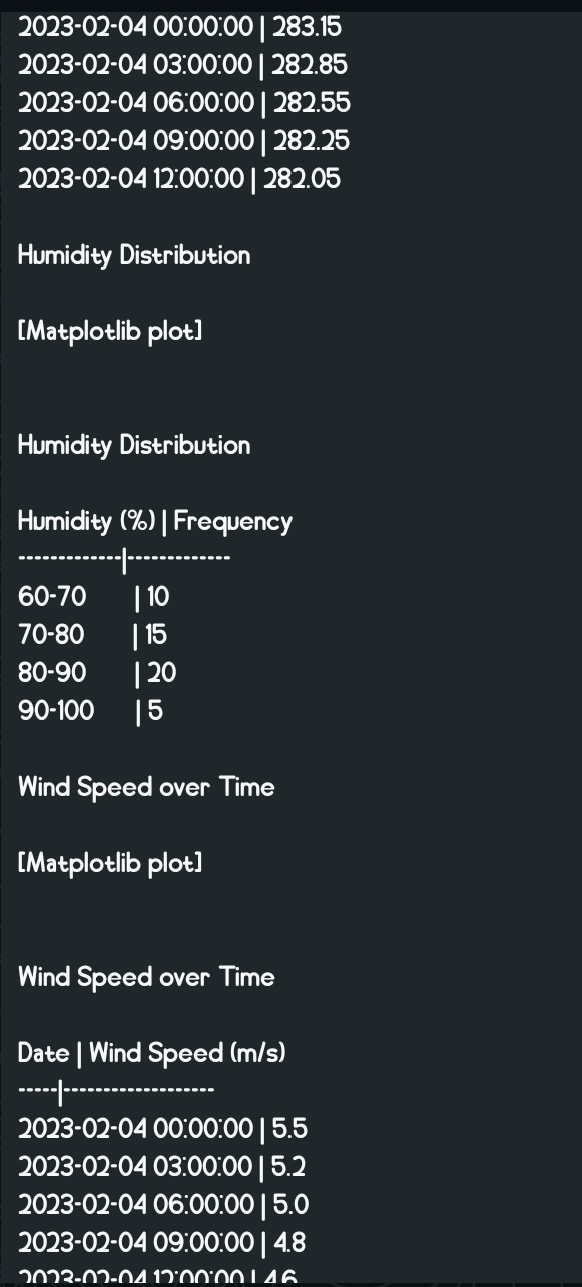 2023-02-04 00:00:00 | 283.15
2023-02-04 03:00:00 | 282.85
2023-02-04 06:00:00 | 282.55
2023-02-04 09:00:00 | 282.25
2023-02-04 12:00:00 | 282.05
Humidity Distribution
[Matplotlib plot]
Humidity Distribution
Humidity (%) | Frequency
-------------|-------------
60-70 | 10
70-80 | 15
80-90 | 20
90-100 | 5
Wind Speed over Time
[Matplotlib plot]
Wind Speed over Time
Date | Wind Speed (m/s)
-----|-------------------
2023-02-04 00:00:00 | 5.5
2023-02-04 03:00:00 | 5.2
2023-02-04 06:00:00 | 5.0
2023-02-04 09:00:00 | 4.8
2023-02-04 12:00:00 | 4.6